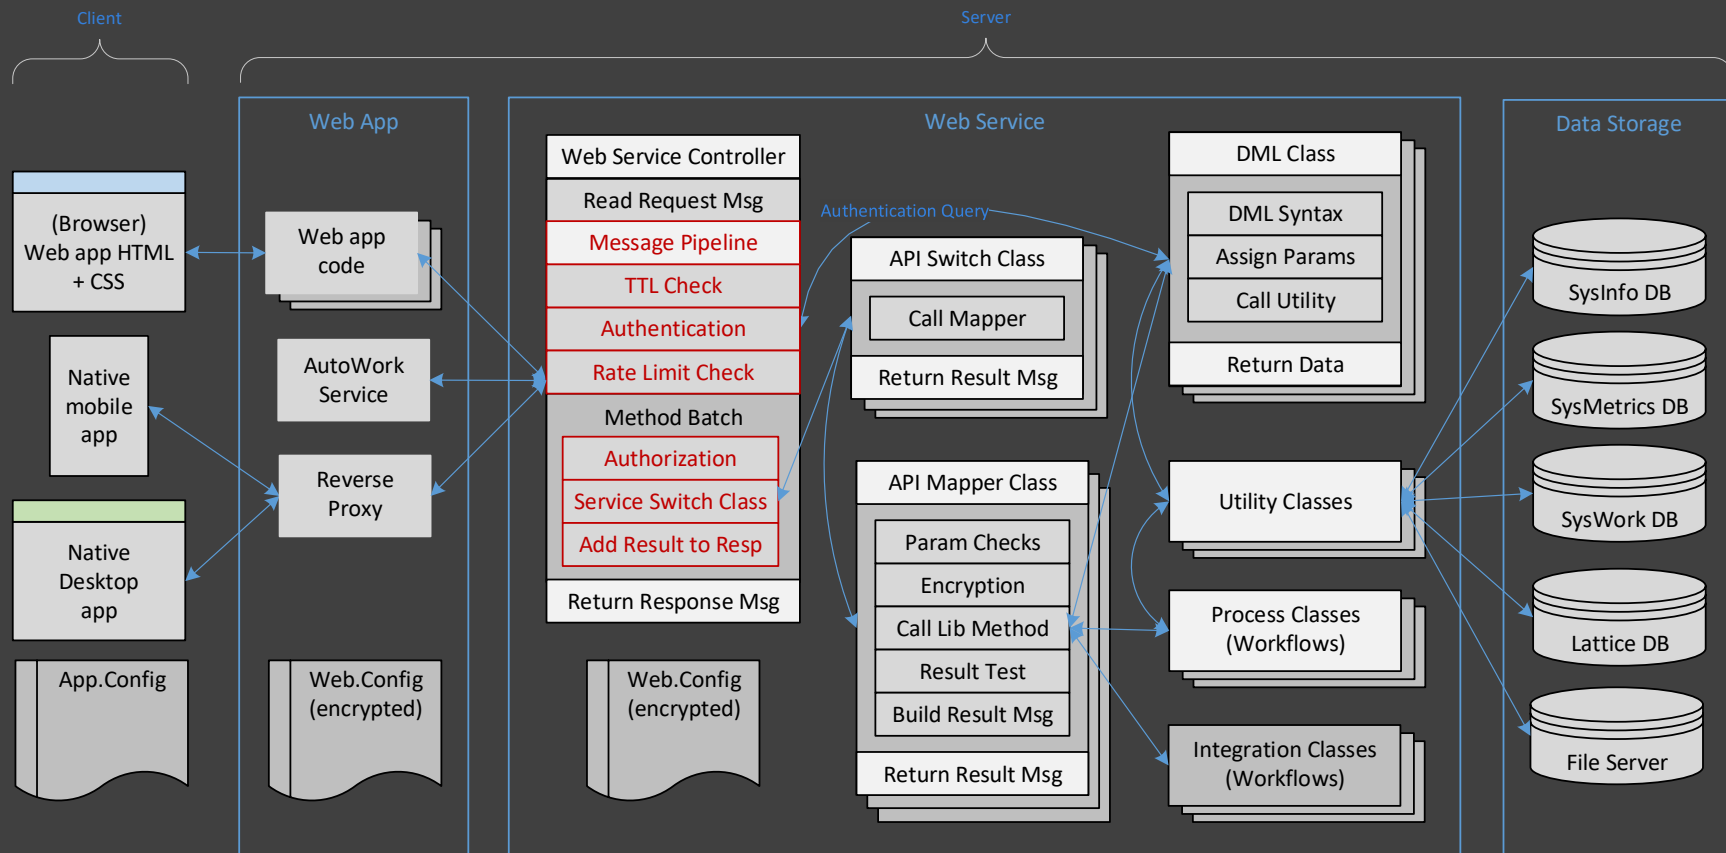 Client
Server
Web App
Web Service
Data Storage
(Browser)
Web app HTML
+ CSS
Native
mobile
app
Native
Desktop
app
App.Config
Web app
code
AutoWork
Service
Reverse
Proxy
Web.Config
(encrypted)
Web Service Controller
Read Request Msg
Message Pipeline
TTL Check
Authentication
Rate Limit Check
Method Batch
Authorization
Service Switch Class
Add Result to Resp
Return Response Msg
Web.Config
(encrypted)
Authentication Query
API Switch Class
Call Mapper
Return Result Msg
API Mapper Class
Param Checks
Encryption
Call Lib Method
Result Test
Build Result Msg
Return Result Msg
DML Class
DML Syntax
Assign Params
Call Utility
Return Data
Utility Classes
Process Classes
(Workflows)
Integration Classes
(Workflows)
SysInfo DB
SysMetrics DB
SysWork DB
Lattice DB
File Server